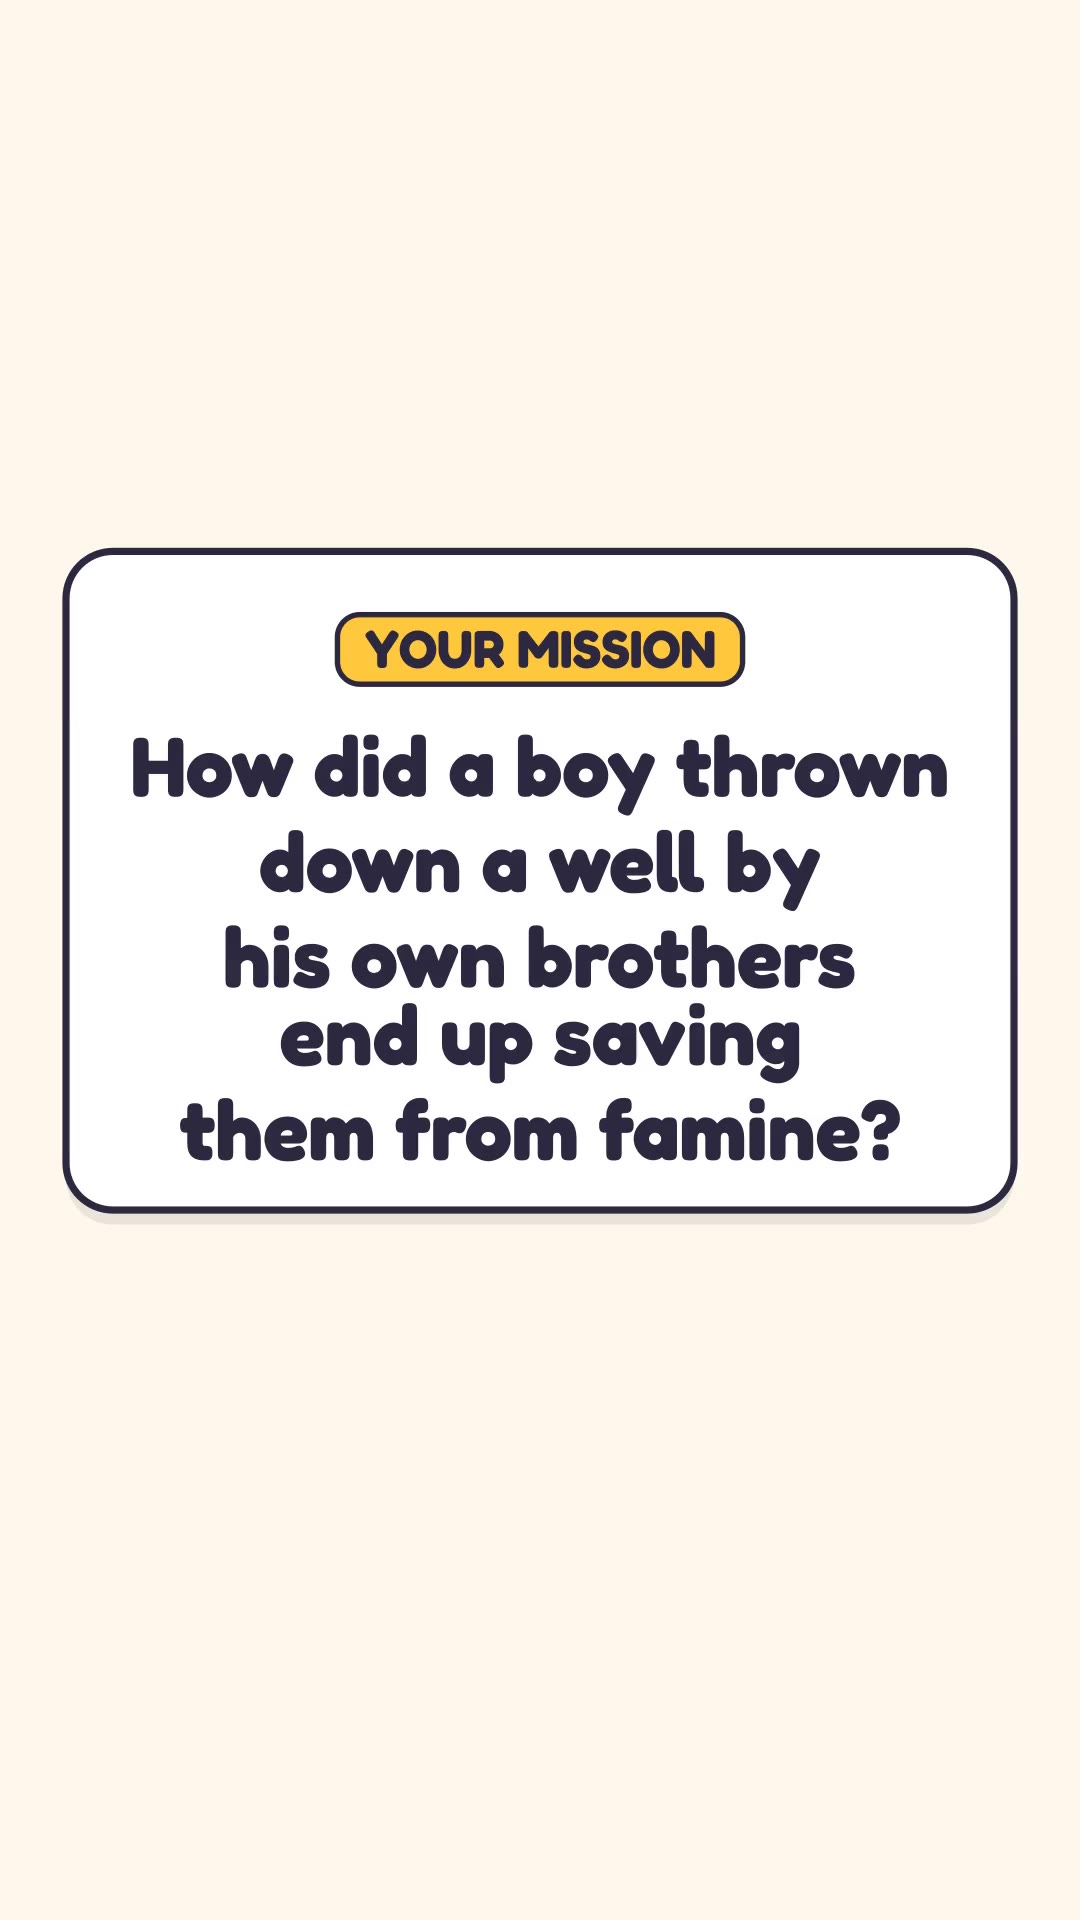 YOUR MISSION
How did a boy thrown
down a well by
his own brothers
end up saving
them from famine?